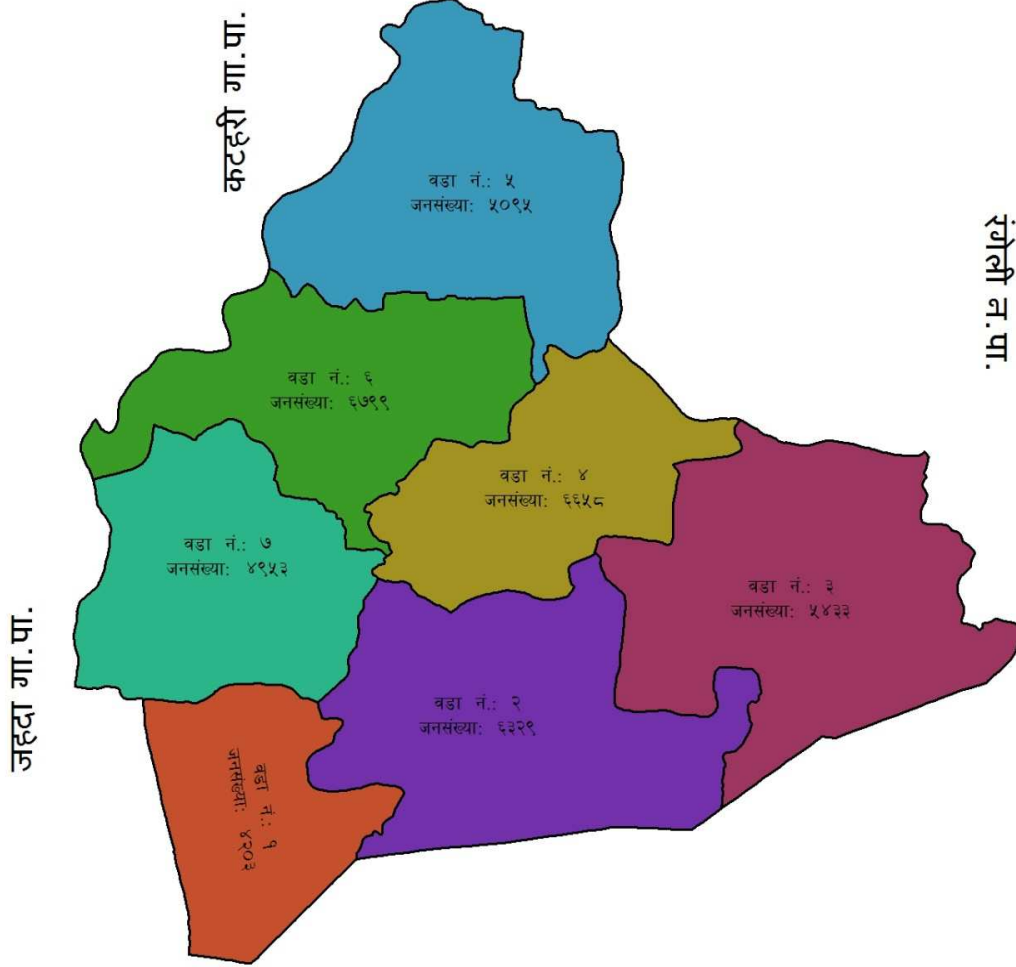 कटहरी गा.पा.
वडा नं.: ५
जनसंख्या: ५०९५
रंगेली न.पा.
वडा नं.: ६
जनसंख्या: ६७९९
वडा नं.: ४
जनसंख्या: ६६५८
वडा नं.: ७
जनसंख्या: ४९५३
वडा नं.: ३
जनसंख्या: ५४३३
जहदा गा.पा.
वडा नं.: २
जनसंख्या: ६३२९
वडा नं.: १
जनसंख्या: ४२०३